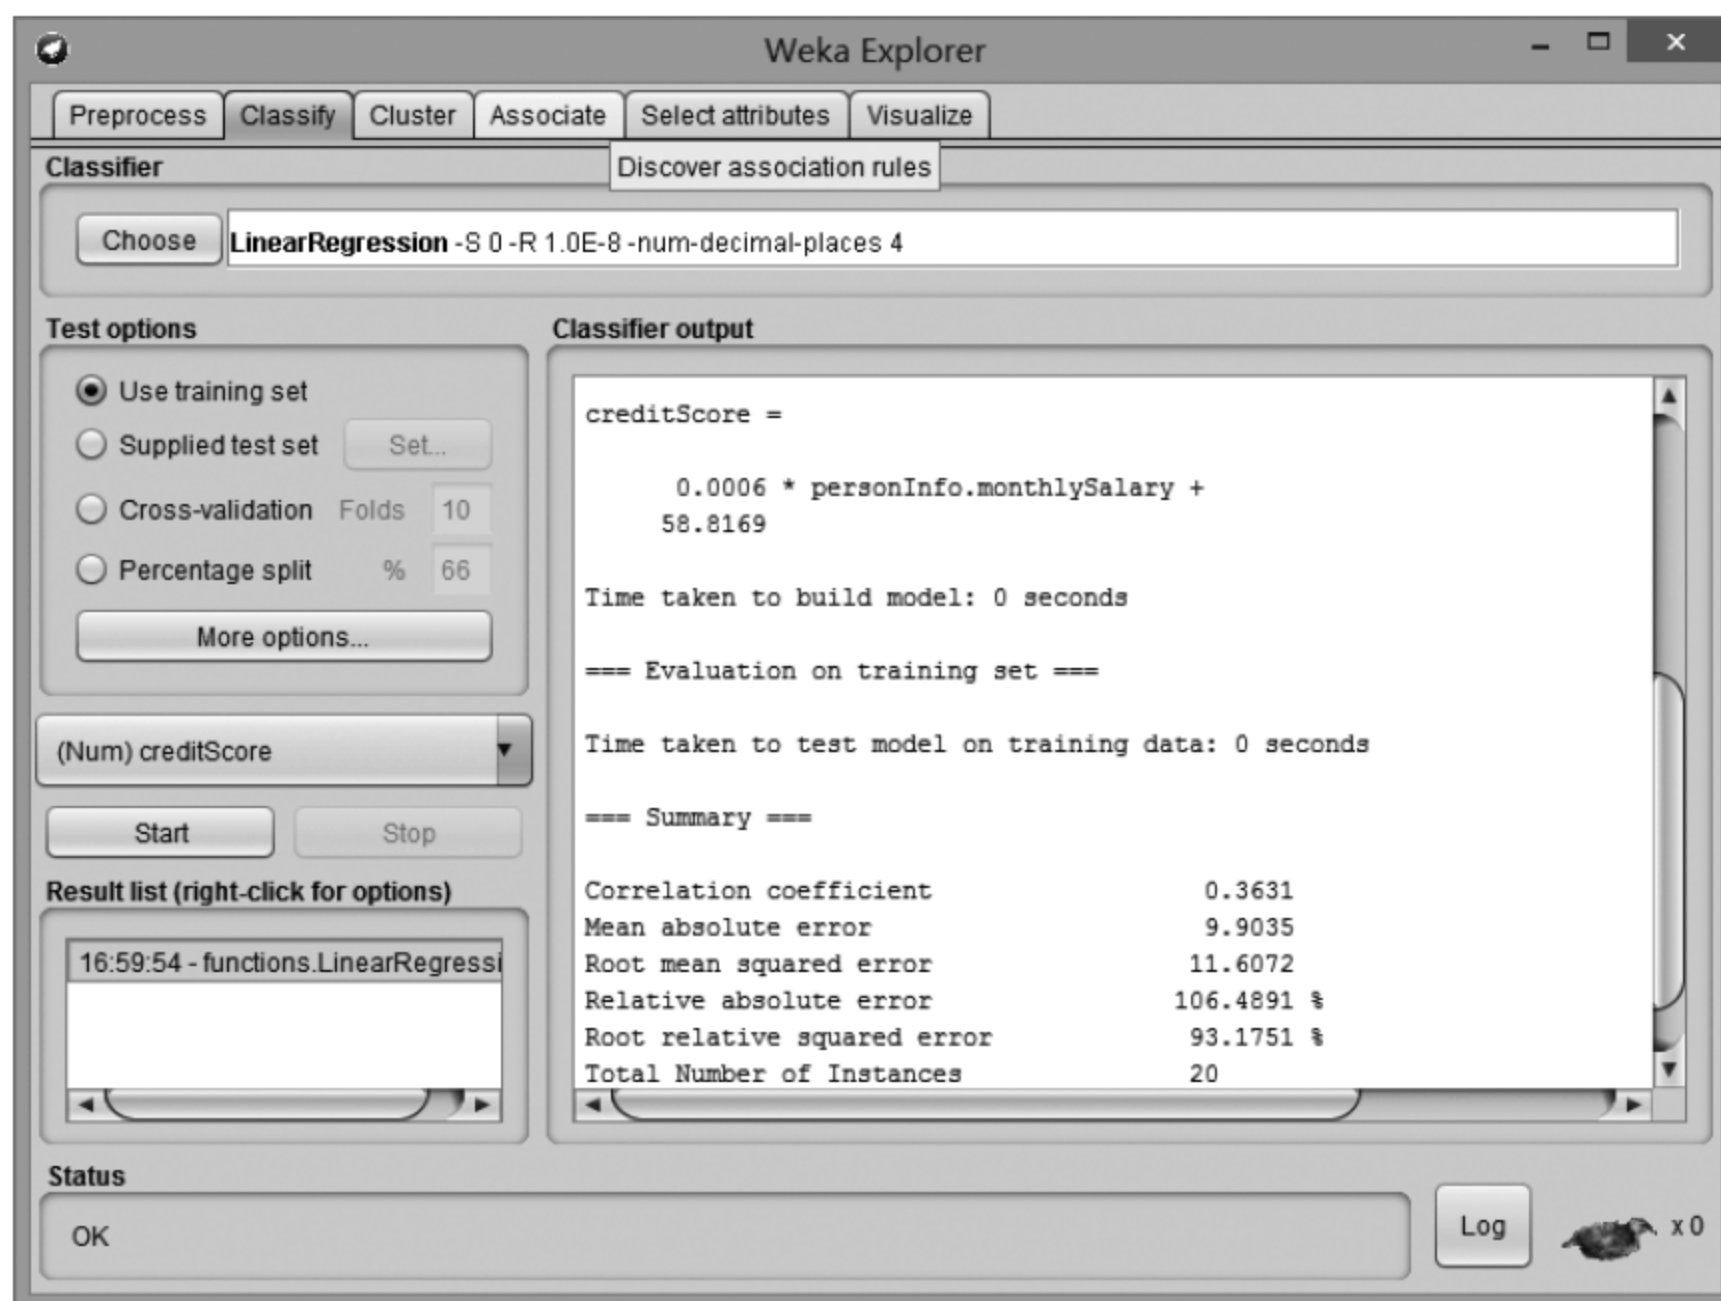 Weka Explorer
Preprocess Classify Cluster Associate Select attributes Visualize
Classifier
Discover association rules
Choose LinearRegression -S 0 -R 1.0E-8 -num-decimal-places 4
Test options
Use training set
Supplied test set Set...
Cross-validation Folds 10
Percentage split % 66
More options...
(Num) creditScore
Start Stop
Result list (right-click for options)
16:59:54 - functions.LinearRegressi
Classifier output
creditScore =
0.0006 * personInfo.monthlySalary +
58.8169
Time taken to build model: 0 seconds
=== Evaluation on training set ===
Time taken to test model on training data: 0 seconds
=== Summary ===
Correlation coefficient 0.3631
Mean absolute error 9.9035
Root mean squared error 11.6072
Relative absolute error 106.4891 %
Root relative squared error 93.1751 %
Total Number of Instances 20
Status
OK
Log x 0